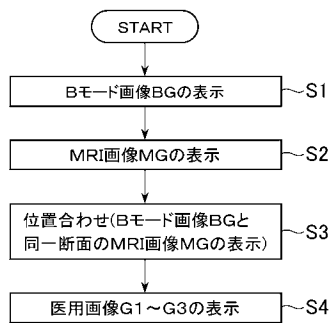 START
Bモード画像BGの表示
S1
MRI画像MGの表示
S2
位置合わせ(Bモード画像BGと
同一断面のMRI画像MGの表示)
S3
医用画像G1～G3の表示
S4